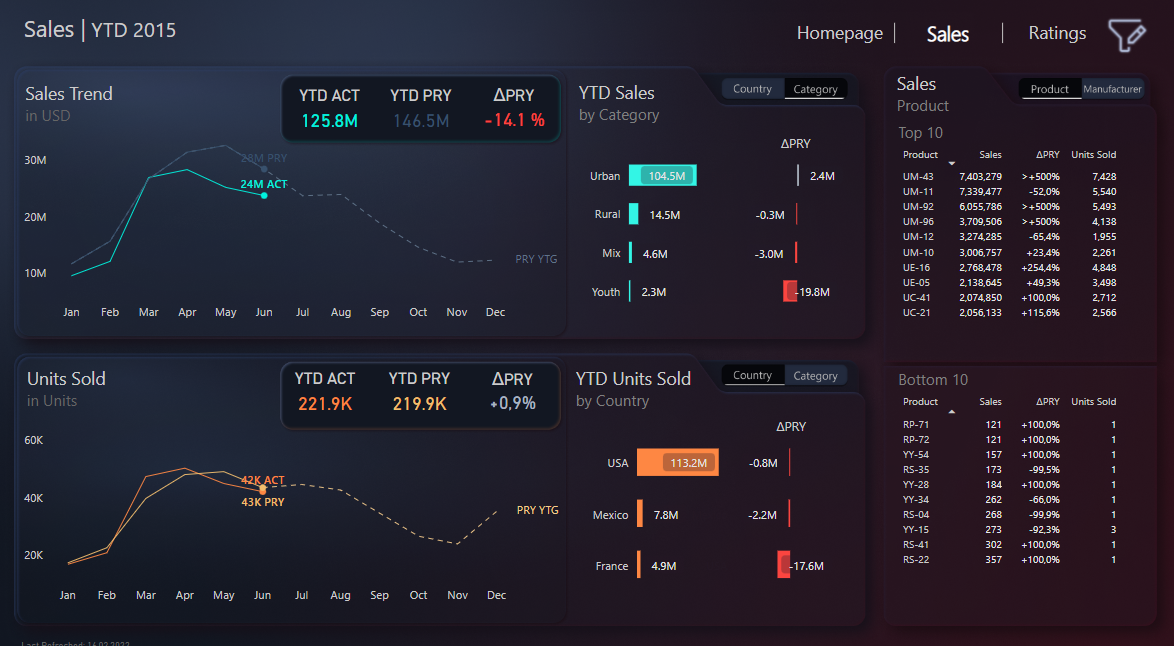 Sales | YTD 2015
Homepage | Sales | Ratings
Sales Trend
in USD
YTD ACT YTD PRY ΔPRY
125.8M 146.5M -14.1 %
30M
20M
10M
28M PRY
24M ACT
PRY YTG
Jan Feb Mar Apr May Jun Jul Aug Sep Oct Nov Dec
YTD Sales
by Category
Country Category
ΔPRY
Urban 104.5M 2.4M
Rural 14.5M -0.3M
Mix 4.6M -3.0M
Youth 2.3M -19.8M
Sales
Product
Product Manufacturer
Top 10
Product Sales ΔPRY Units Sold
UM-43 7,403,279 >+500% 7,428
UM-11 7,339,477 -52,0% 5,540
UM-92 6,055,786 >+500% 5,493
UM-96 3,709,506 >+500% 4,138
UM-12 3,274,285 -65,4% 1,955
UM-10 3,006,757 +23,4% 2,261
UE-16 2,768,478 +254,4% 4,848
UE-05 2,138,645 +49,3% 3,498
UC-41 2,074,850 +100,0% 2,712
UC-21 2,056,133 +115,6% 2,566
Units Sold
in Units
YTD ACT YTD PRY ΔPRY
221.9K 219.9K +0,9%
60K
40K
20K
42K ACT
43K PRY
PRY YTG
Jan Feb Mar Apr May Jun Jul Aug Sep Oct Nov Dec
YTD Units Sold
by Country
Country Category
ΔPRY
USA 113.2M -0.8M
Mexico 7.8M -2.2M
France 4.9M -17.6M
Bottom 10
Product Sales ΔPRY Units Sold
RP-71 121 +100,0% 1
RP-72 121 +100,0% 1
YY-54 157 +100,0% 1
RS-35 173 -99,5% 1
YY-28 184 +100,0% 1
YY-34 262 -66,0% 1
RS-04 268 -99,9% 1
YY-15 273 -92,3% 3
RS-41 302 +100,0% 1
RS-22 357 +100,0% 1
Last Refreshed: 16.02.2022